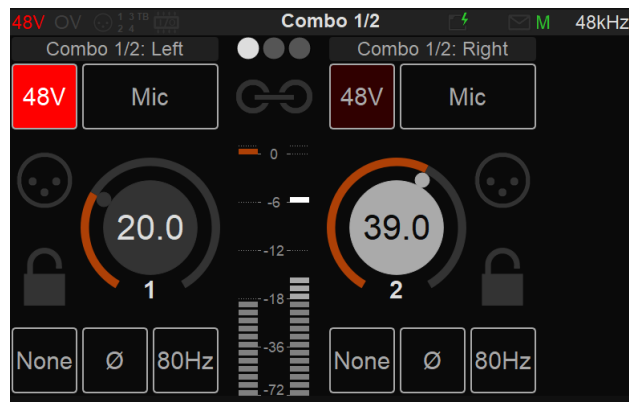 48V OV 1 3 TB Combo 1/2 M 48kHz
2 4
Combo 1/2: Left Combo 1/2: Right
48V Mic 48V Mic
0
-6
20.0 39.0
-12
1 2
-18
None Ø 80Hz -36 None Ø 80Hz
-72